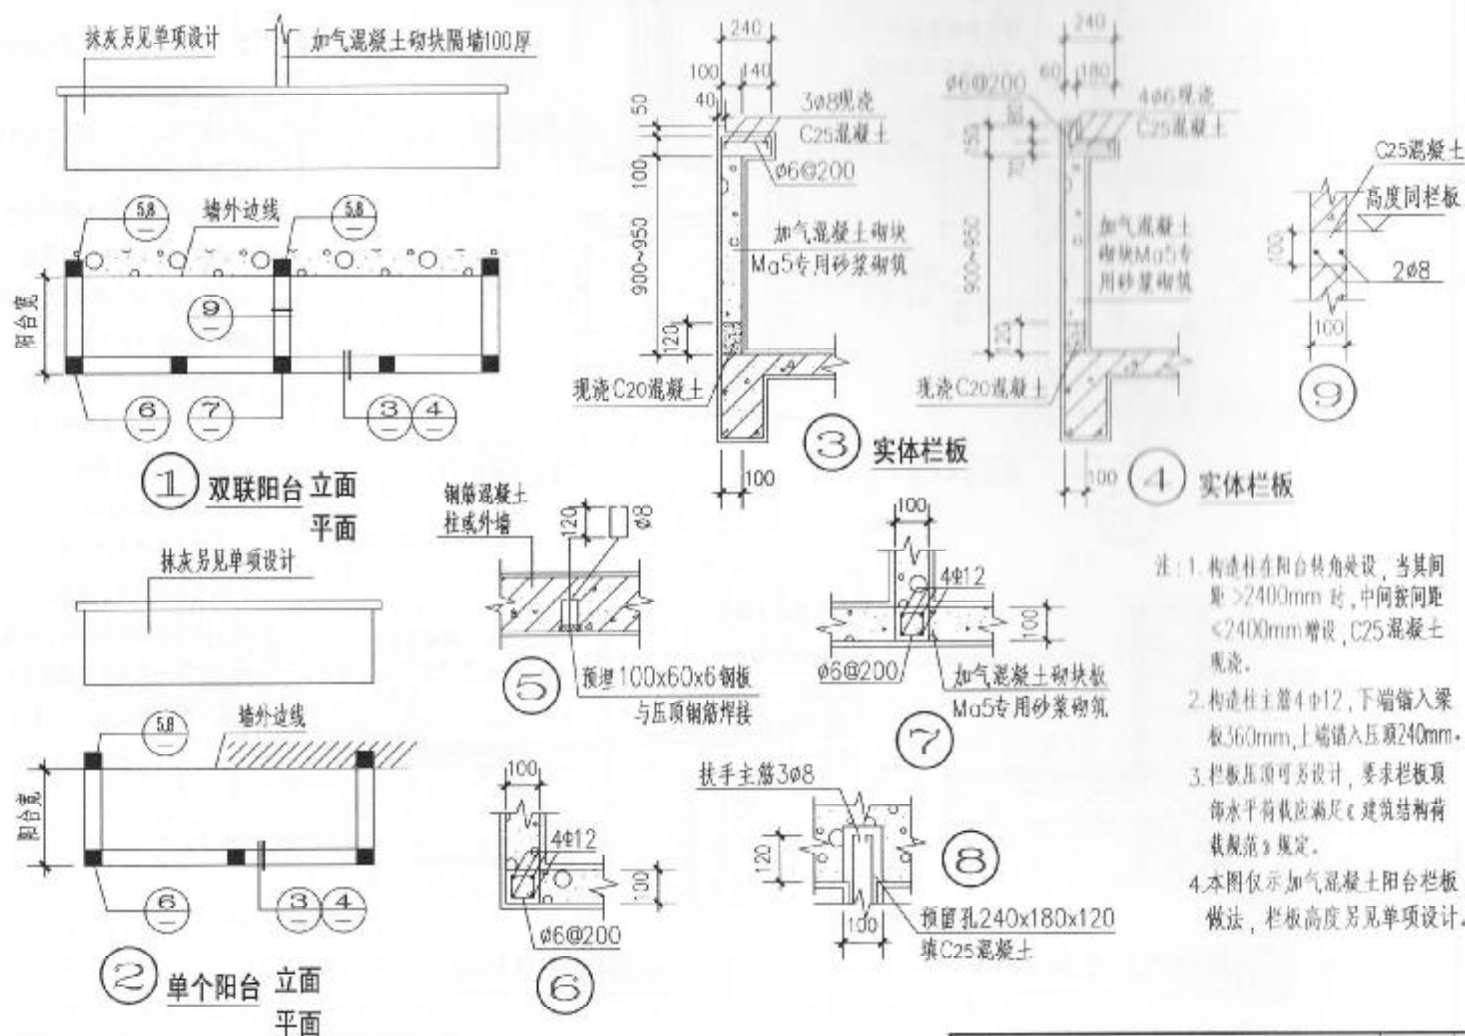 抹灰另见单项设计
加气混凝土砌块隔墙100厚
5,8
墙外边线
5,8
阳台宽
9
6
7
3
4
1 双联阳台 立面
平面
240
100 140
40
50
3ø8现浇
C25混凝土
ø6@200
100
900~950
加气混凝土砌块
Ma5专用砂浆砌筑
120
现浇C20混凝土
100
3 实体栏板
240
60 180
ø6@200
4ø6现浇
C25混凝土
150
70
900~950
加气混凝土
砌块Ma5专
用砂浆砌筑
120
现浇C20混凝土
100
4 实体栏板
C25混凝土
高度同栏板
100
2ø8
100
9
抹灰另见单项设计
5,8
墙外边线
阳台宽
6
3
4
2 单个阳台 立面
平面
钢筋混凝土
柱或外墙
120
ø8
预埋100x60x6钢板
与压顶钢筋焊接
5
100
4Φ12
100
ø6@200
6
100
4Φ12
100
ø6@200
加气混凝土砌块板
Ma5专用砂浆砌筑
7
扶手主筋3ø8
120
100
预留孔240x180x120
填C25混凝土
8
注: 1. 构造柱在阳台转角处设, 当其间
距 >2400mm 时, 中间按间距
<2400mm增设, C25混凝土
现浇。
2. 构造柱主筋4Φ12, 下端锚入梁
板360mm,上端锚入压顶240mm。
3. 栏板压顶可另设计, 要求栏板顶
部水平荷载应满足《建筑结构荷
载规范》规定。
4.本图仅示加气混凝土阳台栏板
做法, 栏板高度另见单项设计。